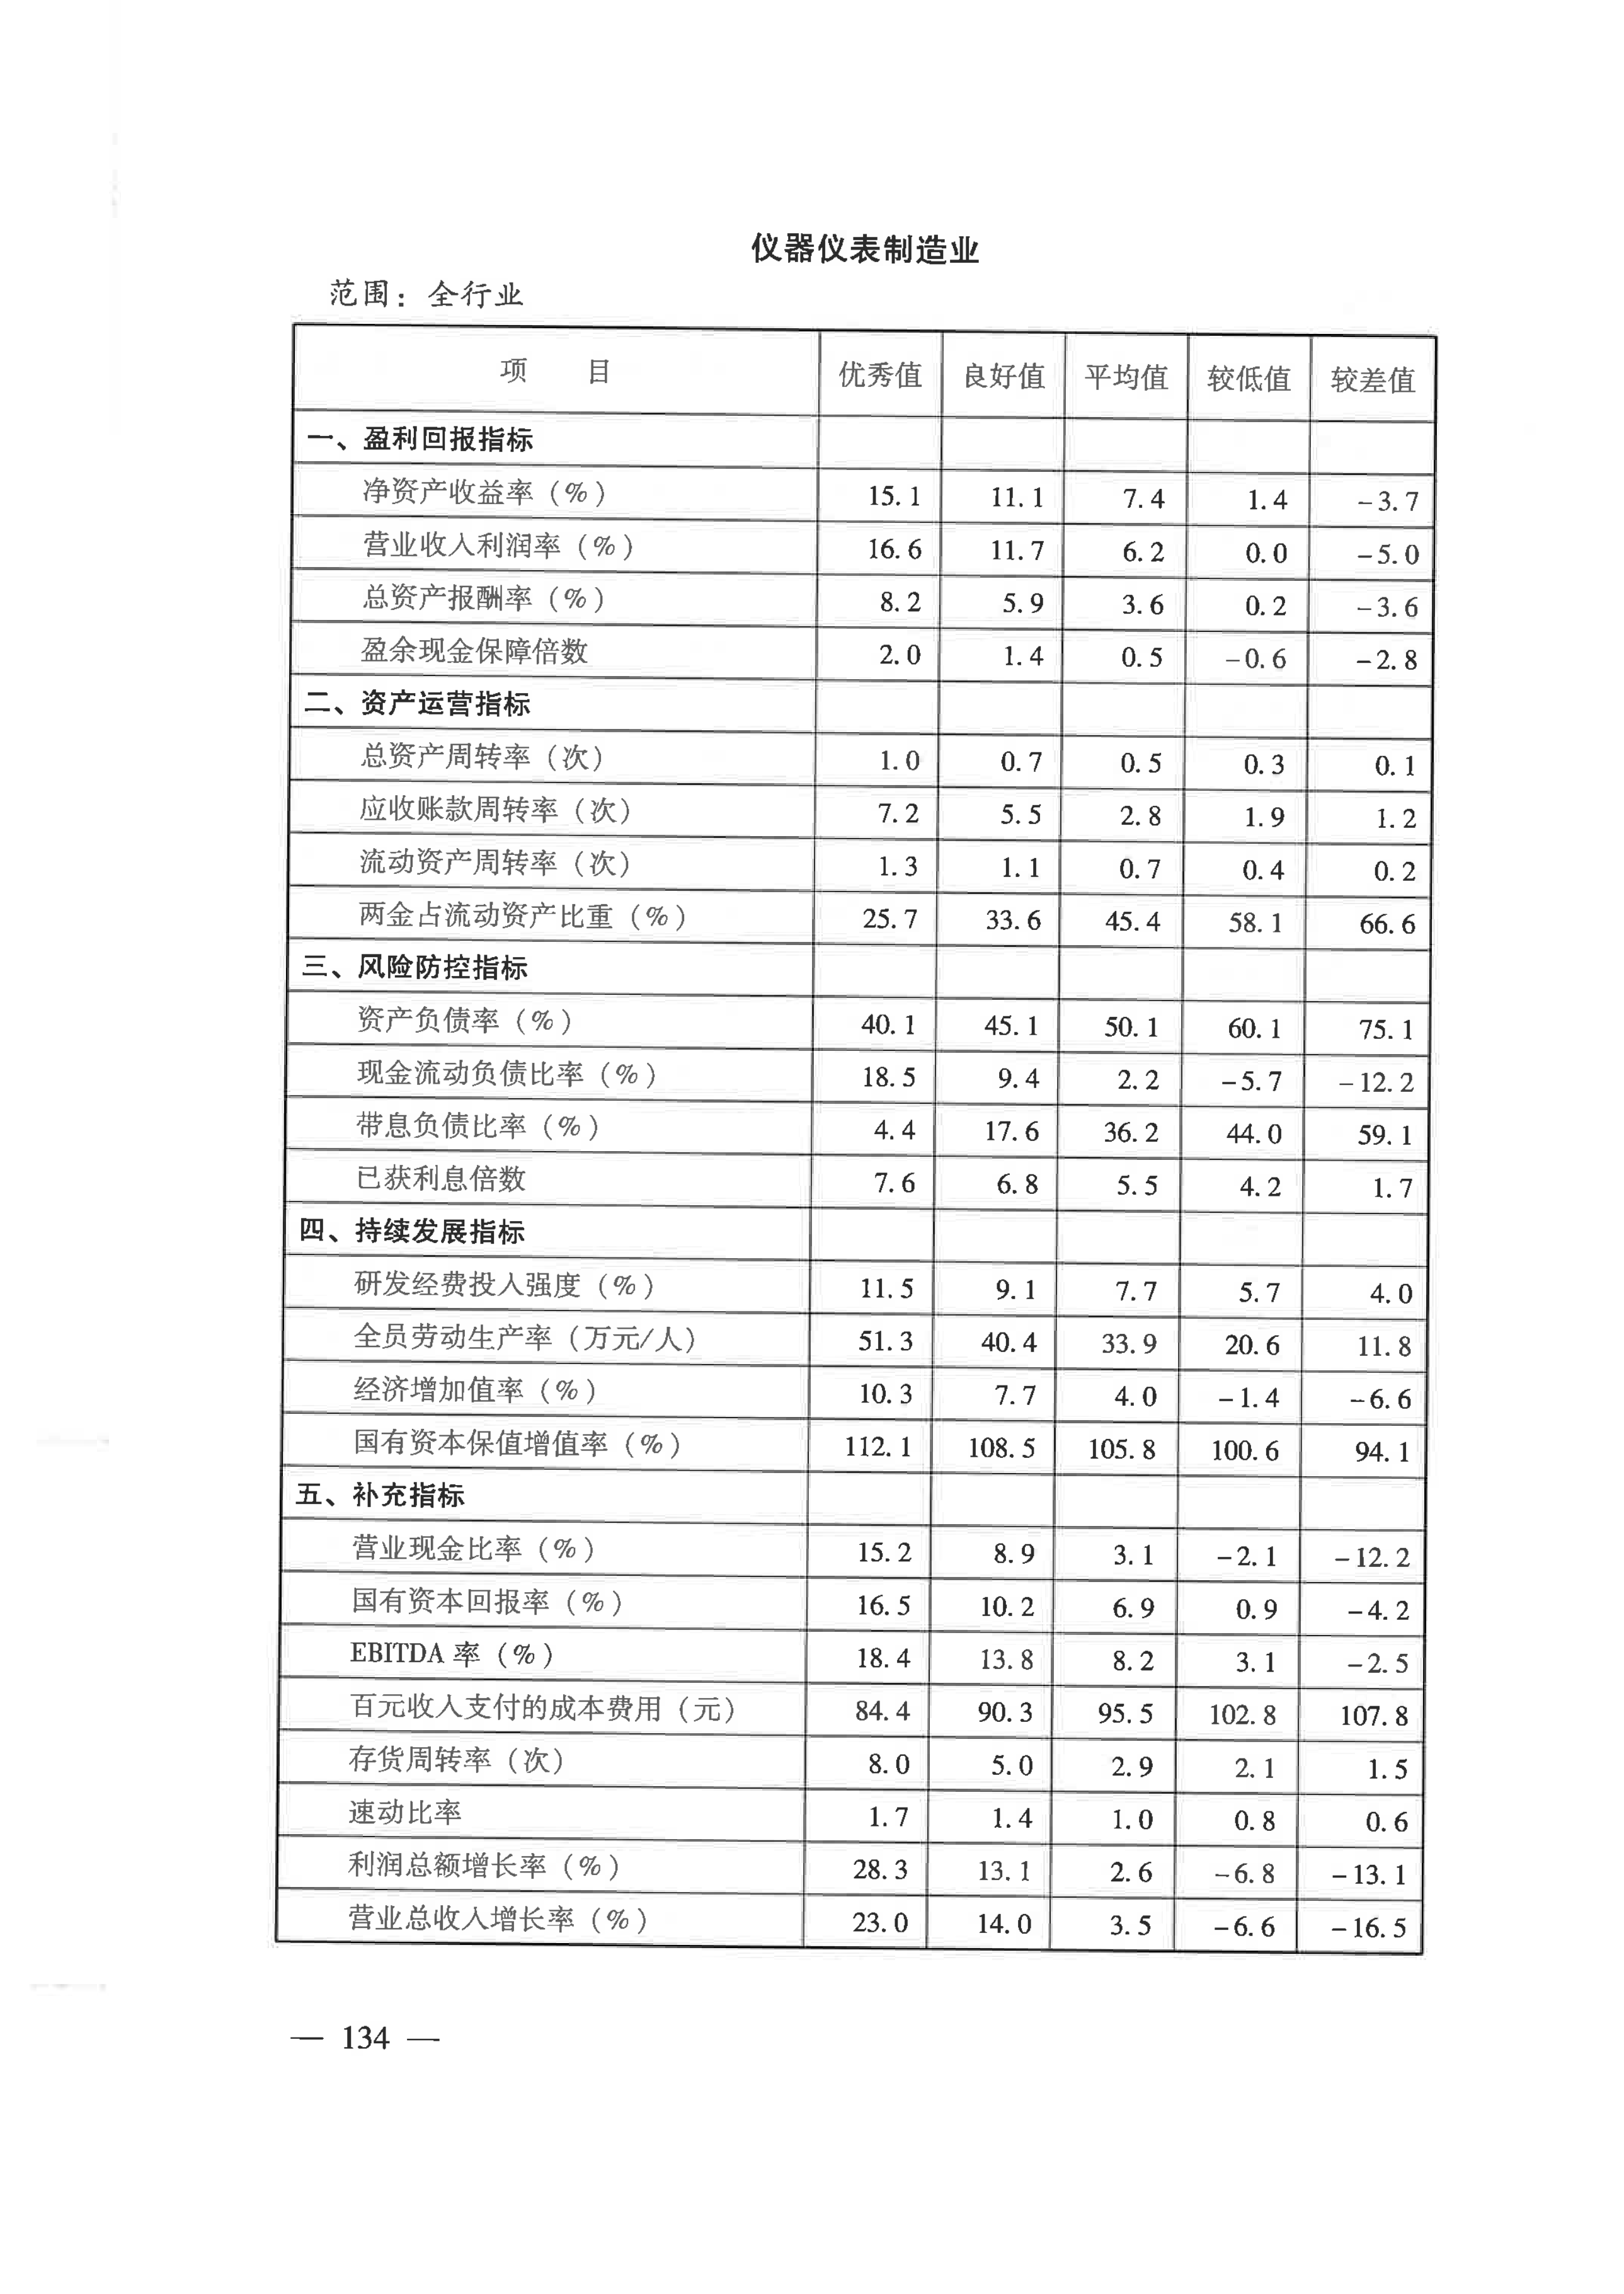 仪器仪表制造业
范围：全行业
项 目 优秀值 良好值 平均值 较低值 较差值
一、盈利回报指标
净资产收益率（%） 15.1 11.1 7.4 1.4 -3.7
营业收入利润率（%） 16.6 11.7 6.2 0.0 -5.0
总资产报酬率（%） 8.2 5.9 3.6 0.2 -3.6
盈余现金保障倍数 2.0 1.4 0.5 -0.6 -2.8
二、资产运营指标
总资产周转率（次） 1.0 0.7 0.5 0.3 0.1
应收账款周转率（次） 7.2 5.5 2.8 1.9 1.2
流动资产周转率（次） 1.3 1.1 0.7 0.4 0.2
两金占流动资产比重（%） 25.7 33.6 45.4 58.1 66.6
三、风险防控指标
资产负债率（%） 40.1 45.1 50.1 60.1 75.1
现金流动负债比率（%） 18.5 9.4 2.2 -5.7 -12.2
带息负债比率（%） 4.4 17.6 36.2 44.0 59.1
已获利息倍数 7.6 6.8 5.5 4.2 1.7
四、持续发展指标
研发经费投入强度（%） 11.5 9.1 7.7 5.7 4.0
全员劳动生产率（万元/人） 51.3 40.4 33.9 20.6 11.8
经济增加值率（%） 10.3 7.7 4.0 -1.4 -6.6
国有资本保值增值率（%） 112.1 108.5 105.8 100.6 94.1
五、补充指标
营业现金比率（%） 15.2 8.9 3.1 -2.1 -12.2
国有资本回报率（%） 16.5 10.2 6.9 0.9 -4.2
EBITDA 率（%） 18.4 13.8 8.2 3.1 -2.5
百元收入支付的成本费用（元） 84.4 90.3 95.5 102.8 107.8
存货周转率（次） 8.0 5.0 2.9 2.1 1.5
速动比率 1.7 1.4 1.0 0.8 0.6
利润总额增长率（%） 28.3 13.1 2.6 -6.8 -13.1
营业总收入增长率（%） 23.0 14.0 3.5 -6.6 -16.5
— 134 —